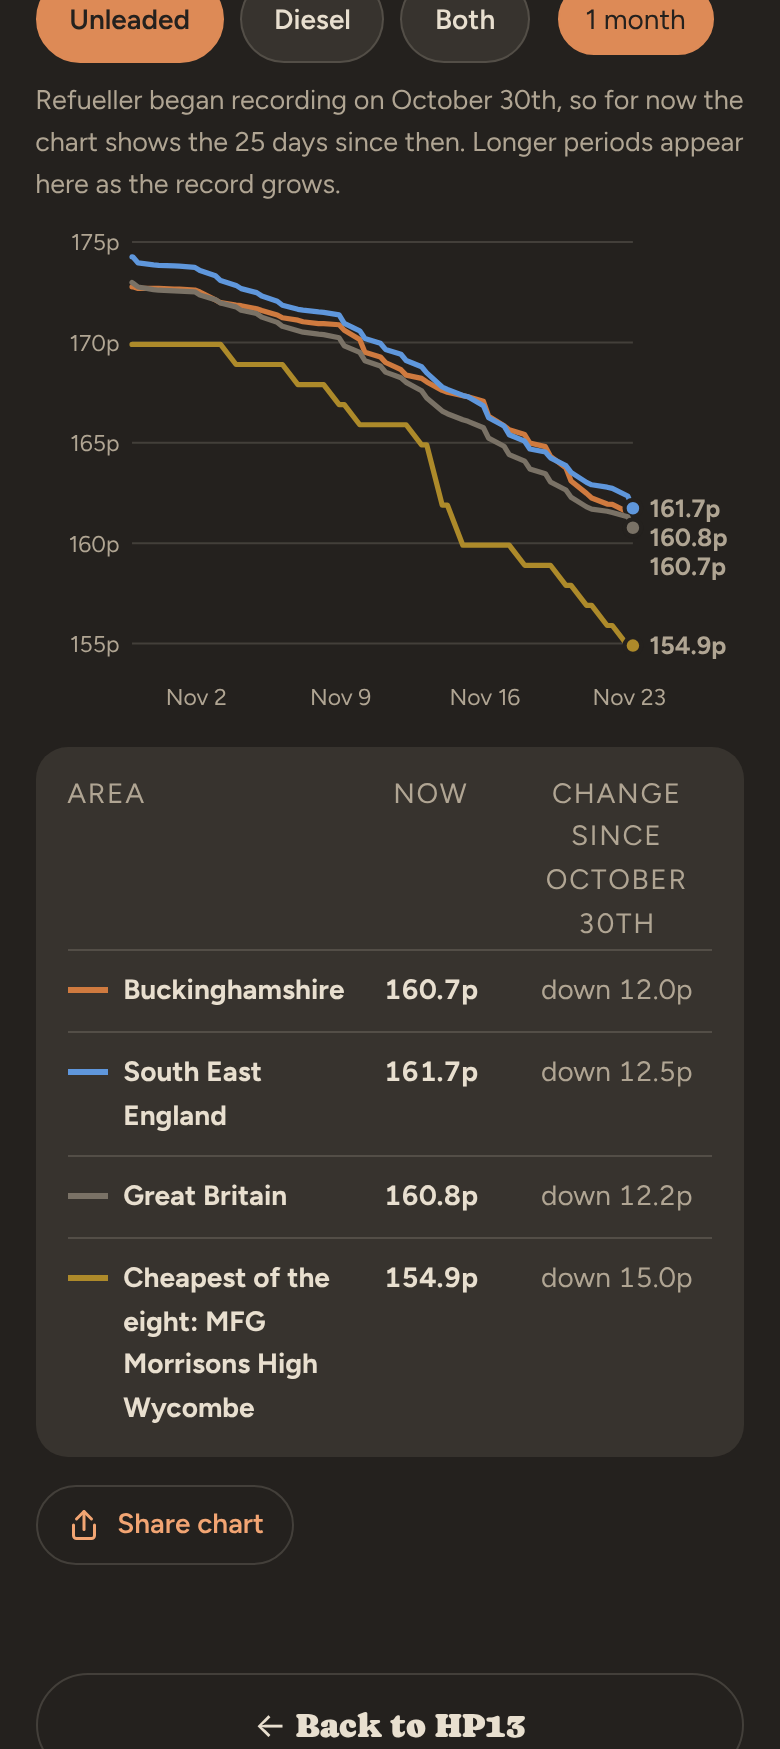 Unleaded Diesel Both 1 month
Refueller began recording on October 30th, so for now the
chart shows the 25 days since then. Longer periods appear
here as the record grows.
175p
170p
165p
160p
155p
161.7p
160.8p
160.7p
154.9p
Nov 2 Nov 9 Nov 16 Nov 23
AREA NOW CHANGE
SINCE
OCTOBER
30TH
Buckinghamshire 160.7p down 12.0p
South East 161.7p down 12.5p
England
Great Britain 160.8p down 12.2p
Cheapest of the 154.9p down 15.0p
eight: MFG
Morrisons High
Wycombe
Share chart
← Back to HP13